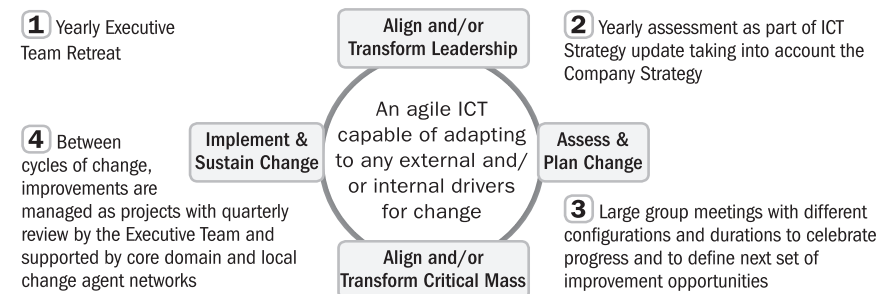 1 Yearly Executive
Team Retreat
Align and/or
Transform Leadership
2 Yearly assessment as part of ICT
Strategy update taking into account the
Company Strategy
An agile ICT
capable of adapting
to any external and/
or internal drivers
for change
Implement &
Sustain Change
Assess &
Plan Change
4 Between
cycles of change,
improvements are
managed as projects with quarterly
review by the Executive Team and
supported by core domain and local
change agent networks
3 Large group meetings with different
configurations and durations to celebrate
progress and to define next set of
improvement opportunities
Align and/or
Transform Critical Mass